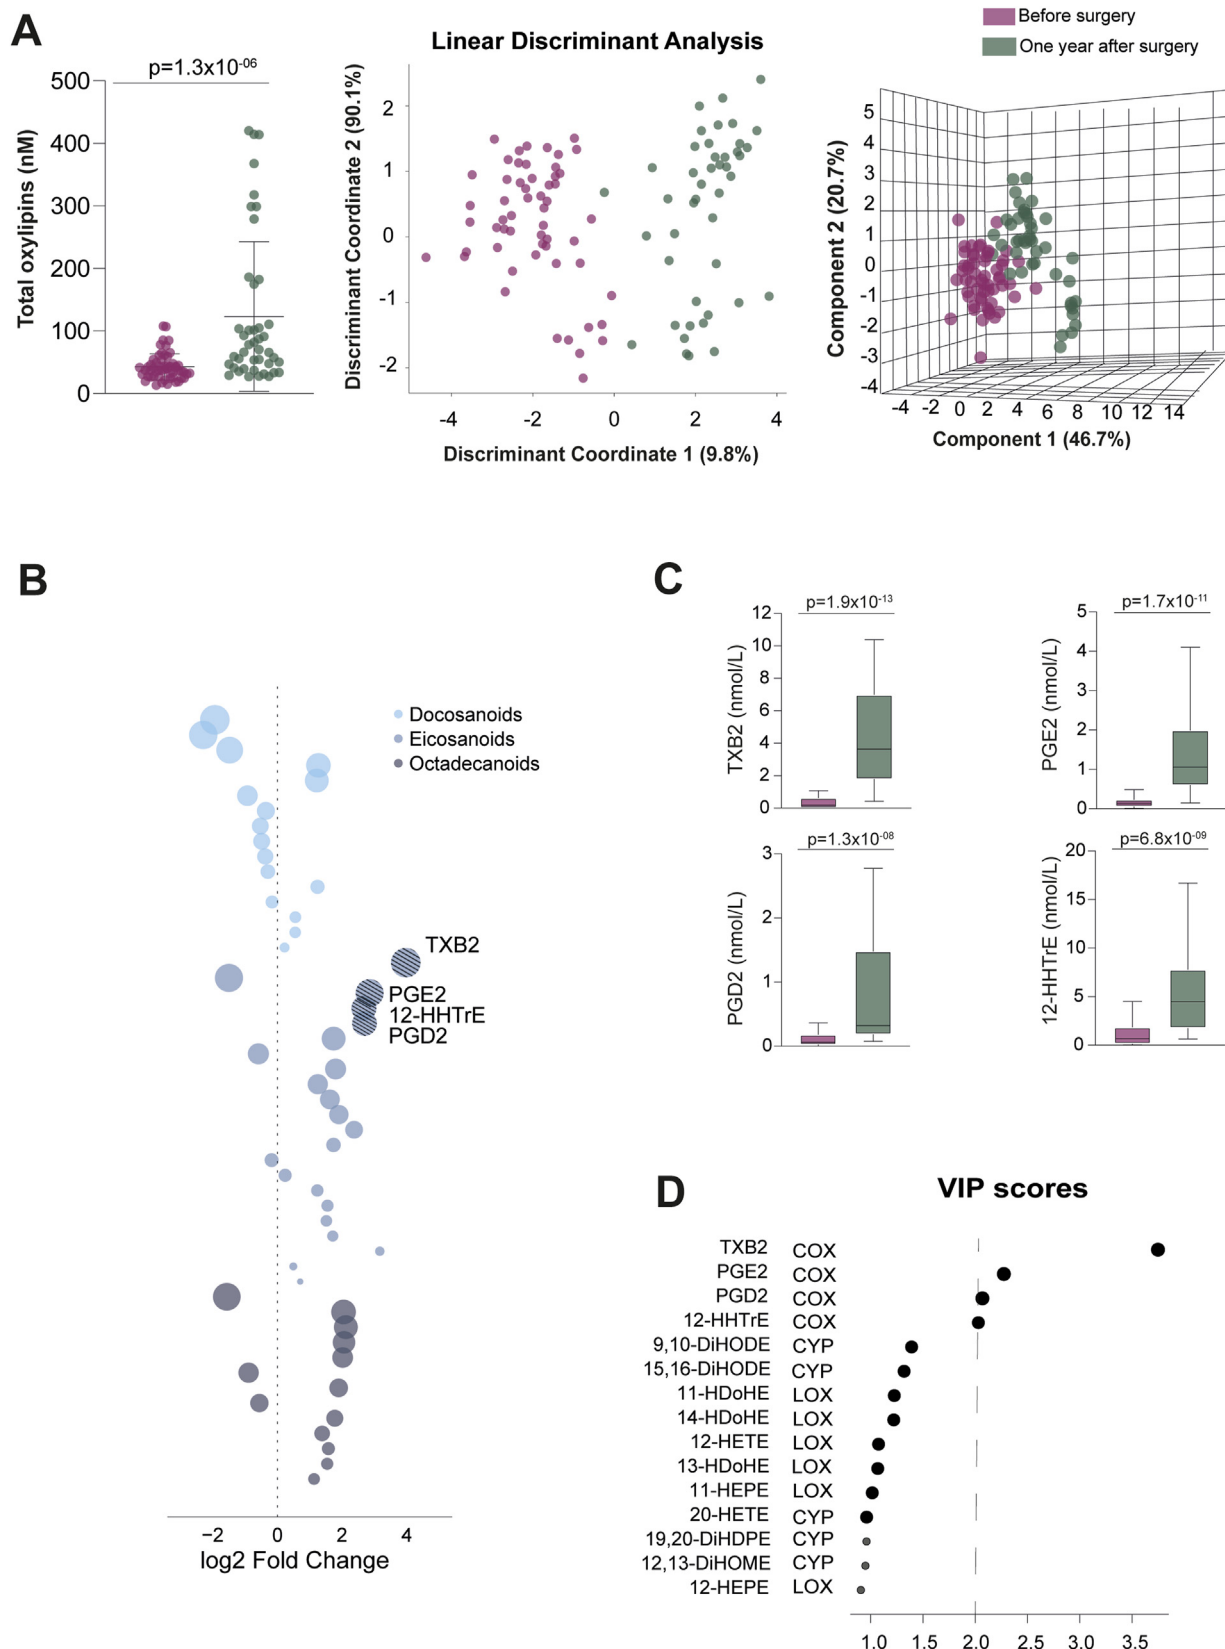 A
p=1.3x10-06
Total oxylipins (nM)
500
400
300
200
100
0
Linear Discriminant Analysis
Discriminant Coordinate 2 (90.1%)
2
1
0
-1
-2
-4 -2 0 2 4
Discriminant Coordinate 1 (9.8%)
Before surgery
One year after surgery
Component 2 (20.7%)
5
4
3
2
1
0
-1
-2
-3
-4
-4 -2 0 2 4 6 8 10 12 14
Component 1 (46.7%)
B
Docosanoids
Eicosanoids
Octadecanoids
TXB2
PGE2
12-HHTrE
PGD2
−2 0 2 4
log2 Fold Change
C
p=1.9x10-13
TXB2 (nmol/L)
12
10
8
6
4
2
0
p=1.7x10-11
PGE2 (nmol/L)
5
4
3
2
1
0
p=1.3x10-08
PGD2 (nmol/L)
3
2
1
0
p=6.8x10-09
12-HHTrE (nmol/L)
20
15
10
5
0
D
VIP scores
TXB2 COX
PGE2 COX
PGD2 COX
12-HHTrE COX
9,10-DiHODE CYP
15,16-DiHODE CYP
11-HDoHE LOX
14-HDoHE LOX
12-HETE LOX
13-HDoHE LOX
11-HEPE LOX
20-HETE CYP
19,20-DiHDPE CYP
12,13-DiHOME CYP
12-HEPE LOX
1.0 1.5 2.0 2.5 3.0 3.5